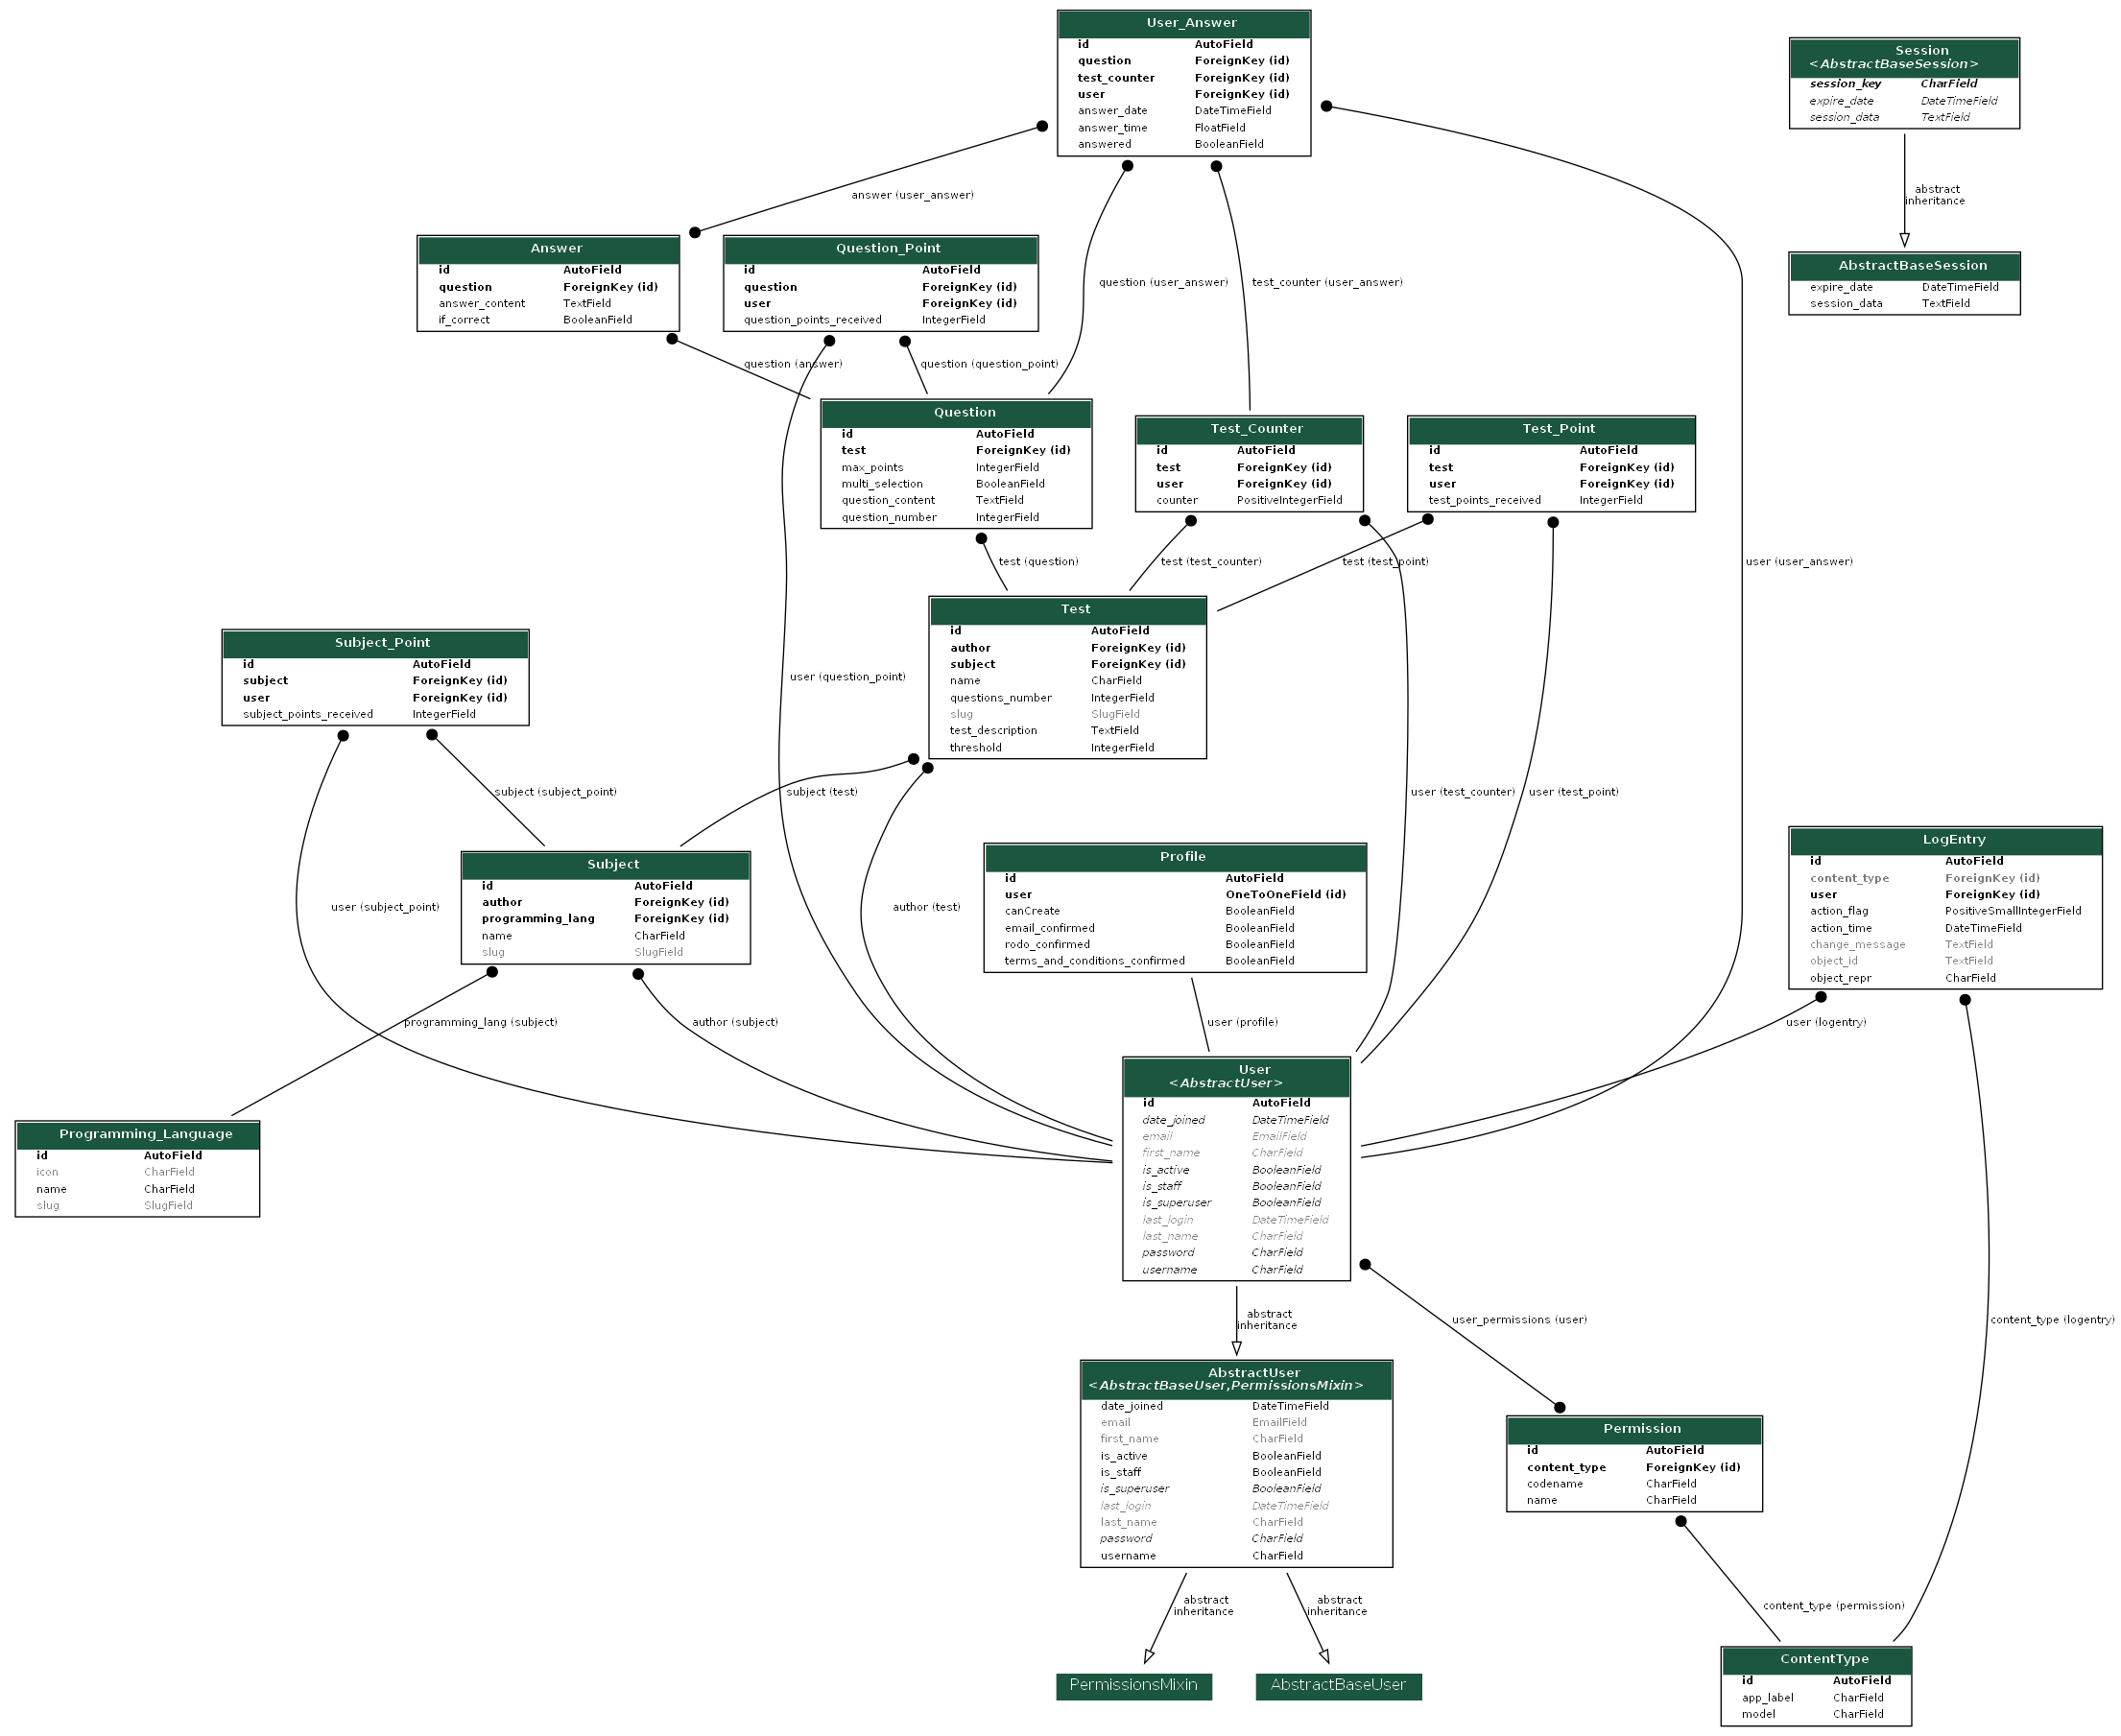 User_Answer
id AutoField
question ForeignKey (id)
test_counter ForeignKey (id)
user ForeignKey (id)
answer_date DateTimeField
answer_time FloatField
answered BooleanField
Session
<AbstractBaseSession>
session_key CharField
expire_date DateTimeField
session_data TextField
abstract
inheritance
AbstractBaseSession
expire_date DateTimeField
session_data TextField
answer (user_answer)
question (user_answer)
test_counter (user_answer)
user (user_answer)
Answer
id AutoField
question ForeignKey (id)
answer_content TextField
if_correct BooleanField
Question_Point
id AutoField
question ForeignKey (id)
user ForeignKey (id)
question_points_received IntegerField
question (answer)
question (question_point)
user (question_point)
Question
id AutoField
test ForeignKey (id)
max_points IntegerField
multi_selection BooleanField
question_content TextField
question_number IntegerField
Test_Counter
id AutoField
test ForeignKey (id)
user ForeignKey (id)
counter PositiveIntegerField
Test_Point
id AutoField
test ForeignKey (id)
user ForeignKey (id)
test_points_received IntegerField
test (question)
test (test_counter)
test (test_point)
Test
id AutoField
author ForeignKey (id)
subject ForeignKey (id)
name CharField
questions_number IntegerField
slug SlugField
test_description TextField
threshold IntegerField
Subject_Point
id AutoField
subject ForeignKey (id)
user ForeignKey (id)
subject_points_received IntegerField
subject (subject_point)
subject (test)
user (test_counter)
user (test_point)
Subject
id AutoField
author ForeignKey (id)
programming_lang ForeignKey (id)
name CharField
slug SlugField
Profile
id AutoField
user OneToOneField (id)
canCreate BooleanField
email_confirmed BooleanField
rodo_confirmed BooleanField
terms_and_conditions_confirmed BooleanField
LogEntry
id AutoField
content_type ForeignKey (id)
user ForeignKey (id)
action_flag PositiveSmallIntegerField
action_time DateTimeField
change_message TextField
object_id TextField
object_repr CharField
user (subject_point)
author (test)
programming_lang (subject)
author (subject)
user (profile)
user (logentry)
Programming_Language
id AutoField
icon CharField
name CharField
slug SlugField
User
<AbstractUser>
id AutoField
date_joined DateTimeField
email EmailField
first_name CharField
is_active BooleanField
is_staff BooleanField
is_superuser BooleanField
last_login DateTimeField
last_name CharField
password CharField
username CharField
abstract
inheritance
user_permissions (user)
content_type (logentry)
AbstractUser
<AbstractBaseUser,PermissionsMixin>
date_joined DateTimeField
email EmailField
first_name CharField
is_active BooleanField
is_staff BooleanField
is_superuser BooleanField
last_login DateTimeField
last_name CharField
password CharField
username CharField
Permission
id AutoField
content_type ForeignKey (id)
codename CharField
name CharField
abstract
inheritance
abstract
inheritance
content_type (permission)
PermissionsMixin
AbstractBaseUser
ContentType
id AutoField
app_label CharField
model CharField